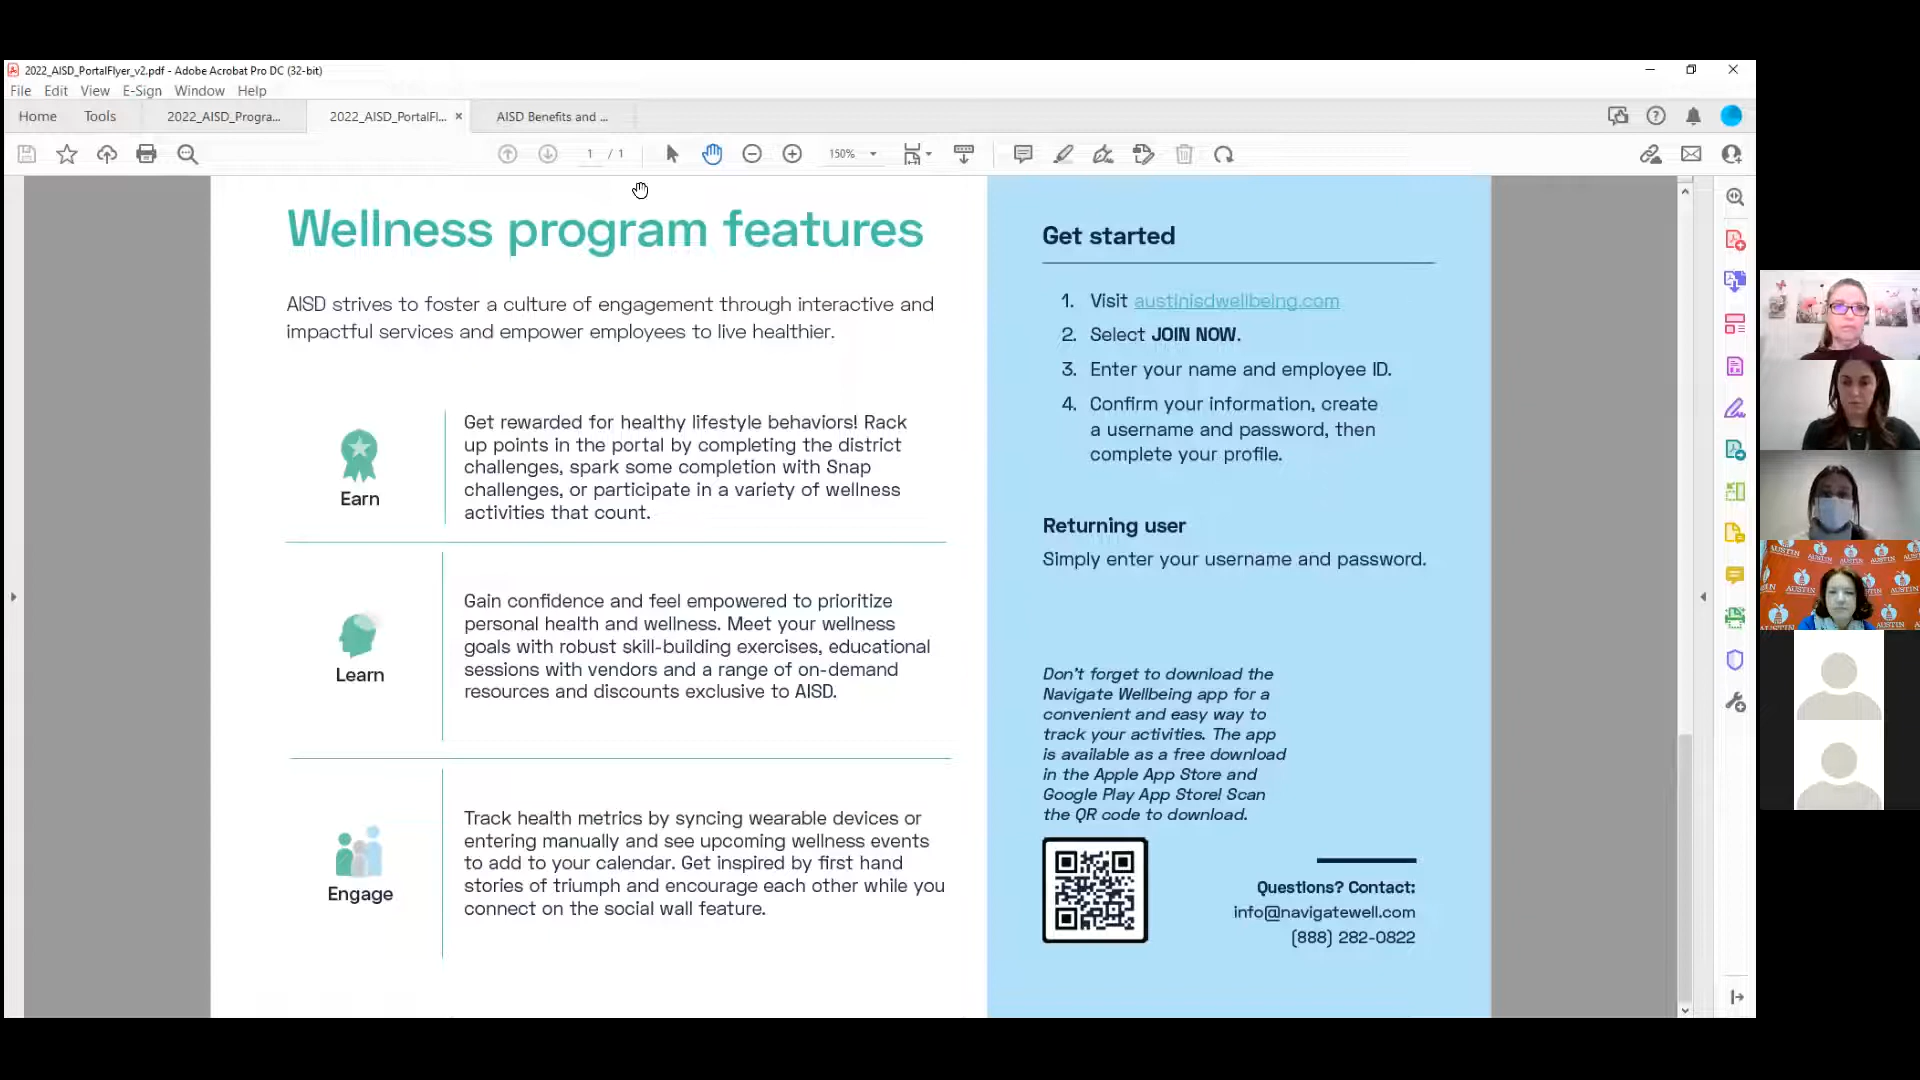 2022_AISD_PortalFlyer_v2.pdf - Adobe Acrobat Pro DC (32-bit)
File Edit View E-Sign Window Help
Home Tools 2022_AISD_Progra... 2022_AISD_PortalFl... × AISD Benefits and ...
1 / 1 150%
Wellness program features
AISD strives to foster a culture of engagement through interactive and
impactful services and empower employees to live healthier.
Earn
Get rewarded for healthy lifestyle behaviors! Rack
up points in the portal by completing the district
challenges, spark some completion with Snap
challenges, or participate in a variety of wellness
activities that count.
Learn
Gain confidence and feel empowered to prioritize
personal health and wellness. Meet your wellness
goals with robust skill-building exercises, educational
sessions with vendors and a range of on-demand
resources and discounts exclusive to AISD.
Engage
Track health metrics by syncing wearable devices or
entering manually and see upcoming wellness events
to add to your calendar. Get inspired by first hand
stories of triumph and encourage each other while you
connect on the social wall feature.
Get started
1. Visit austinisdwellbeing.com
2. Select JOIN NOW.
3. Enter your name and employee ID.
4. Confirm your information, create
a username and password, then
complete your profile.
Returning user
Simply enter your username and password.
Don't forget to download the
Navigate Wellbeing app for a
convenient and easy way to
track your activities. The app
is available as a free download
in the Apple App Store and
Google Play App Store! Scan
the QR code to download.
Questions? Contact:
info@navigatewell.com
(888) 282-0822
AUSTIN AUSTIN AUSTIN AUSTIN
AUSTIN AUSTIN
AUSTIN